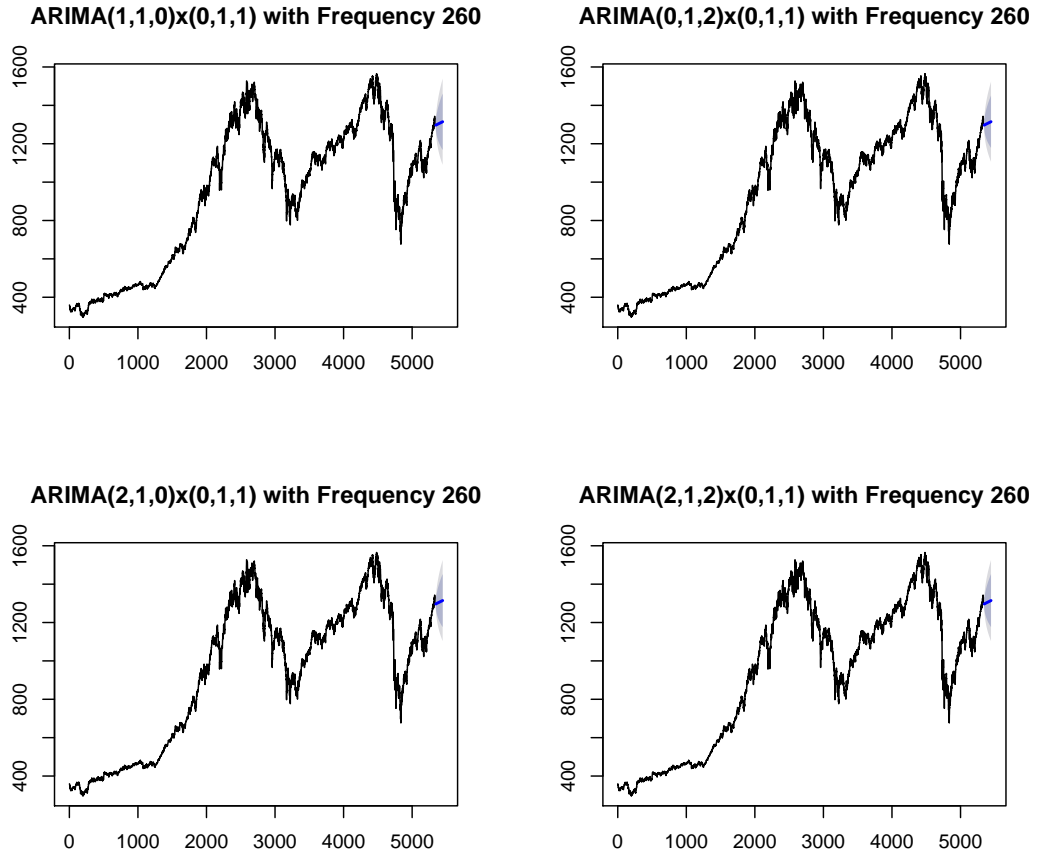 ARIMA(1,1,0)x(0,1,1) with Frequency 260
1600
1200
800
400
0 1000 2000 3000 4000 5000
ARIMA(0,1,2)x(0,1,1) with Frequency 260
1600
1200
800
400
0 1000 2000 3000 4000 5000
ARIMA(2,1,0)x(0,1,1) with Frequency 260
1600
1200
800
400
0 1000 2000 3000 4000 5000
ARIMA(2,1,2)x(0,1,1) with Frequency 260
1600
1200
800
400
0 1000 2000 3000 4000 5000